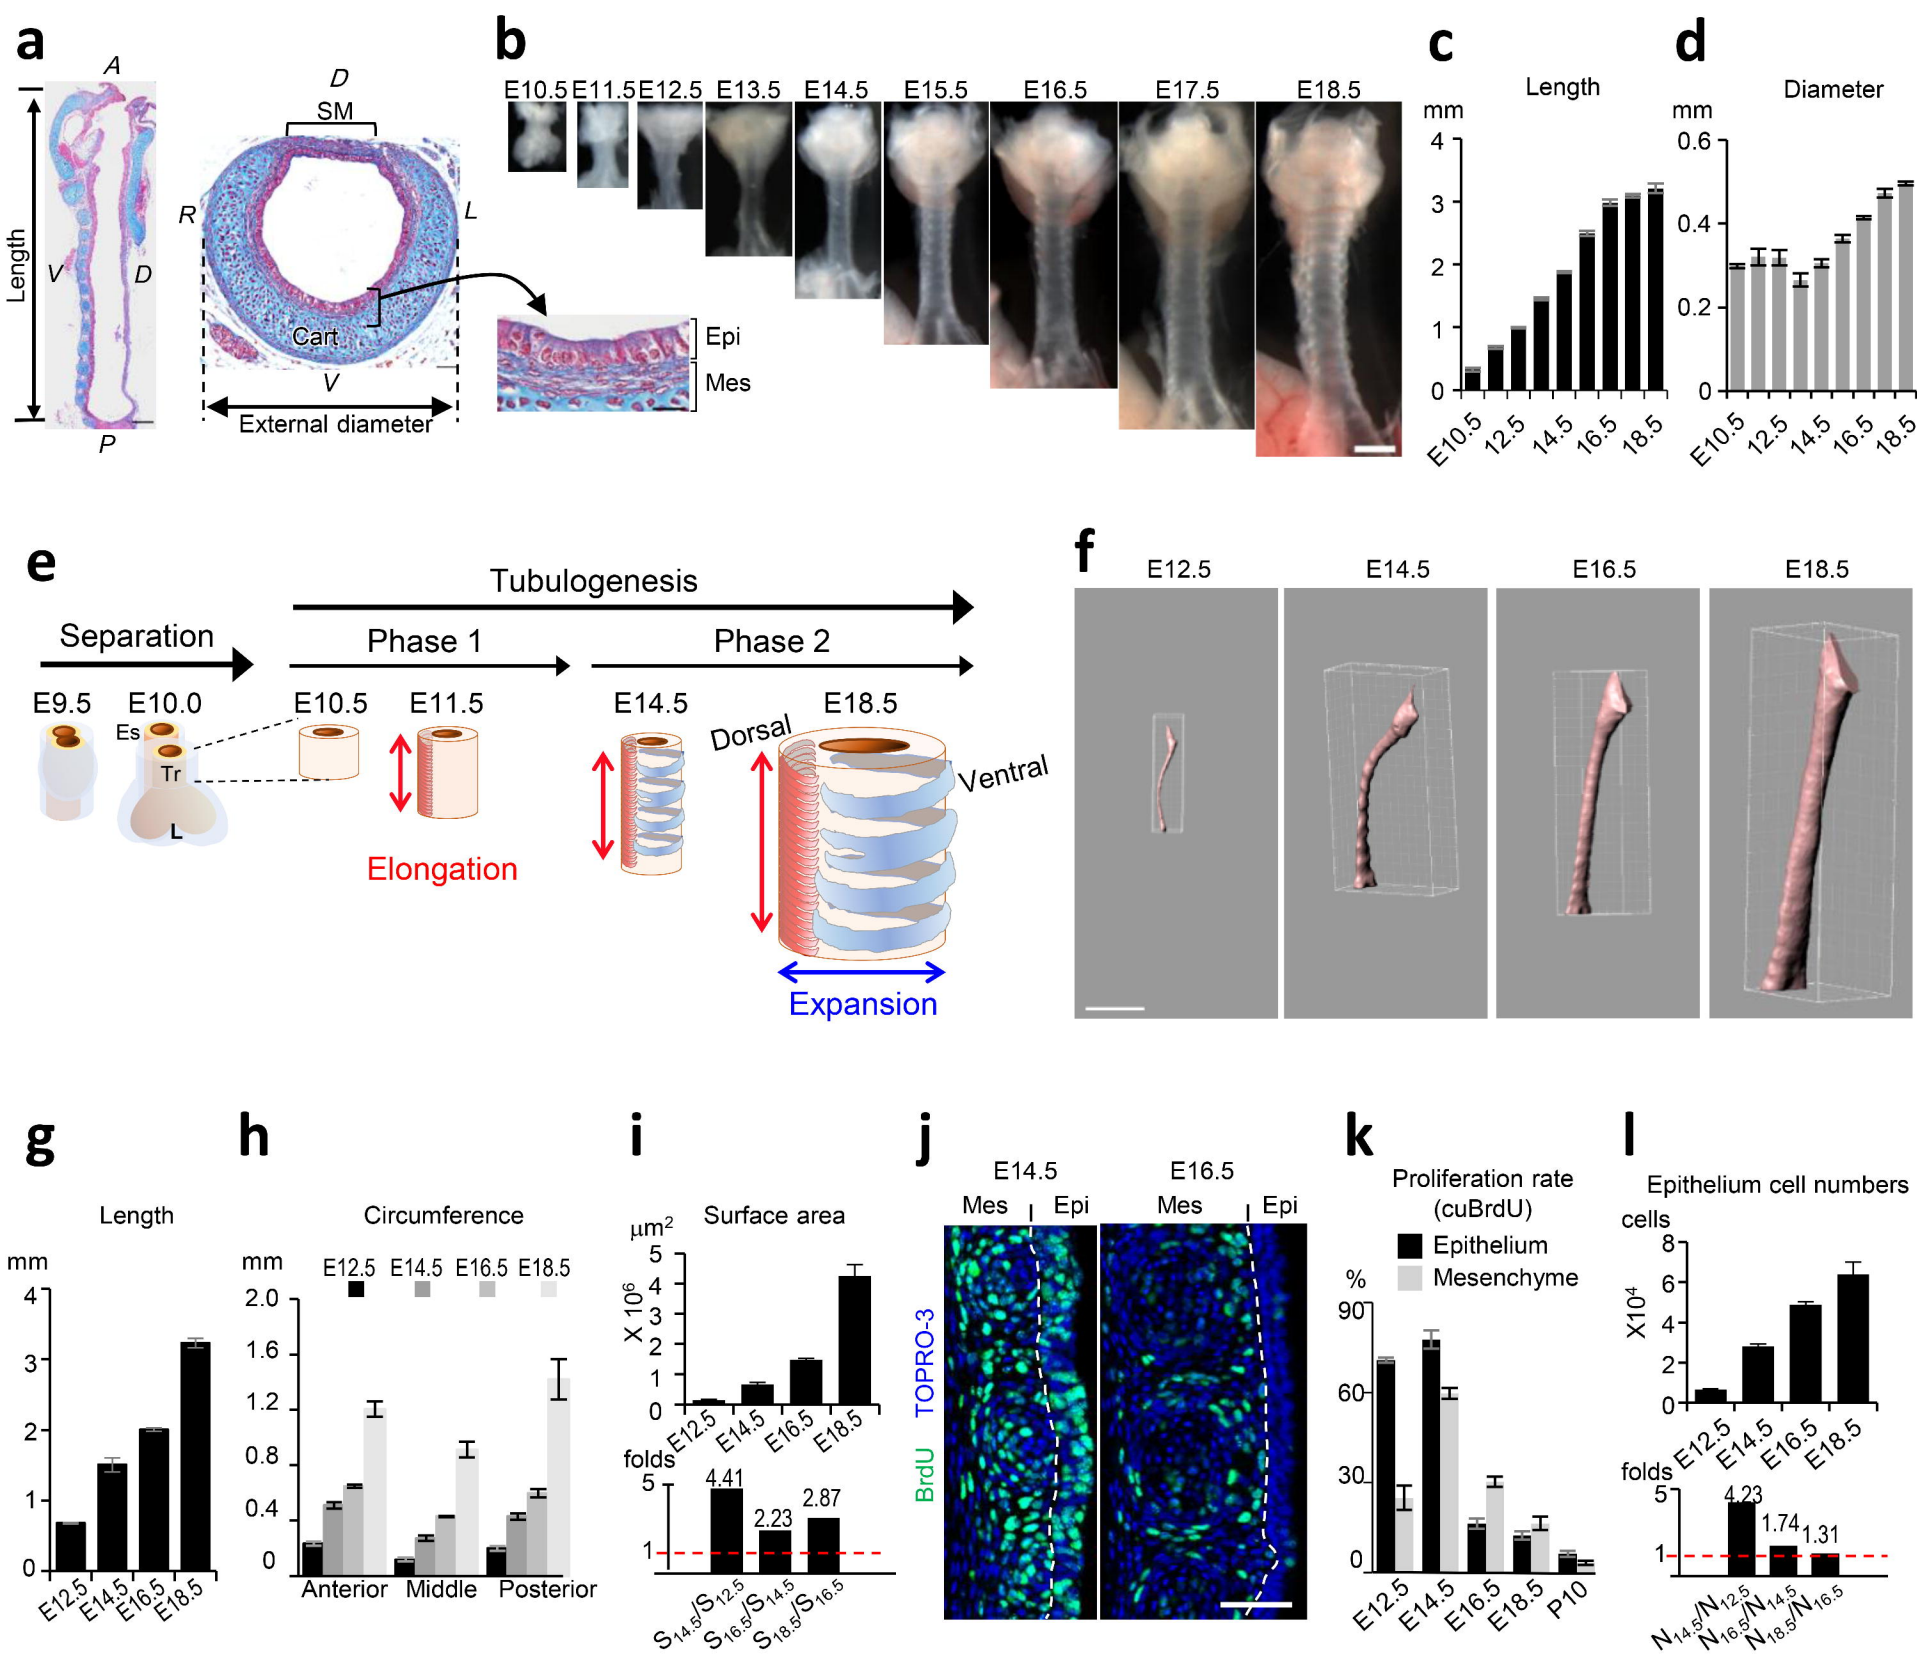 a
A
Length
V
D
P
D
SM
R
L
Cart
V
External diameter
Epi
Mes
b
E10.5 E11.5 E12.5 E13.5 E14.5 E15.5 E16.5 E17.5 E18.5
c
Length
mm
4
3
2
1
0
E10.5 12.5 14.5 16.5 18.5
d
Diameter
mm
0.6
0.4
0.2
0
E10.5 12.5 14.5 16.5 18.5
e
Tubulogenesis
Separation
Phase 1
Phase 2
E9.5 E10.0 E10.5 E11.5 E14.5 E18.5
Es
Tr
L
Dorsal
Ventral
Elongation
Expansion
f
E12.5 E14.5 E16.5 E18.5
g
Length
mm
4
3
2
1
0
E12.5 E14.5 E16.5 E18.5
h
Circumference
mm
E12.5 E14.5 E16.5 E18.5
2.0
1.6
1.2
0.8
0.4
0
Anterior Middle Posterior
i
µm²
Surface area
X 10⁶
5
4
3
2
1
0
E12.5 E14.5 E16.5 E18.5
folds
5
1
4.41
2.23
2.87
S14.5/S12.5 S16.5/S14.5 S18.5/S16.5
j
E14.5 E16.5
Mes Epi Mes Epi
BrdU TOPRO-3
k
Proliferation rate
(cuBrdU)
Epithelium
Mesenchyme
%
90
60
30
0
E12.5 E14.5 E16.5 E18.5 P10
l
Epithelium cell numbers
cells
X10⁴
8
6
4
2
0
E12.5 E14.5 E16.5 E18.5
folds
5
1
4.23
1.74
1.31
N14.5/N12.5 N16.5/N14.5 N18.5/N16.5